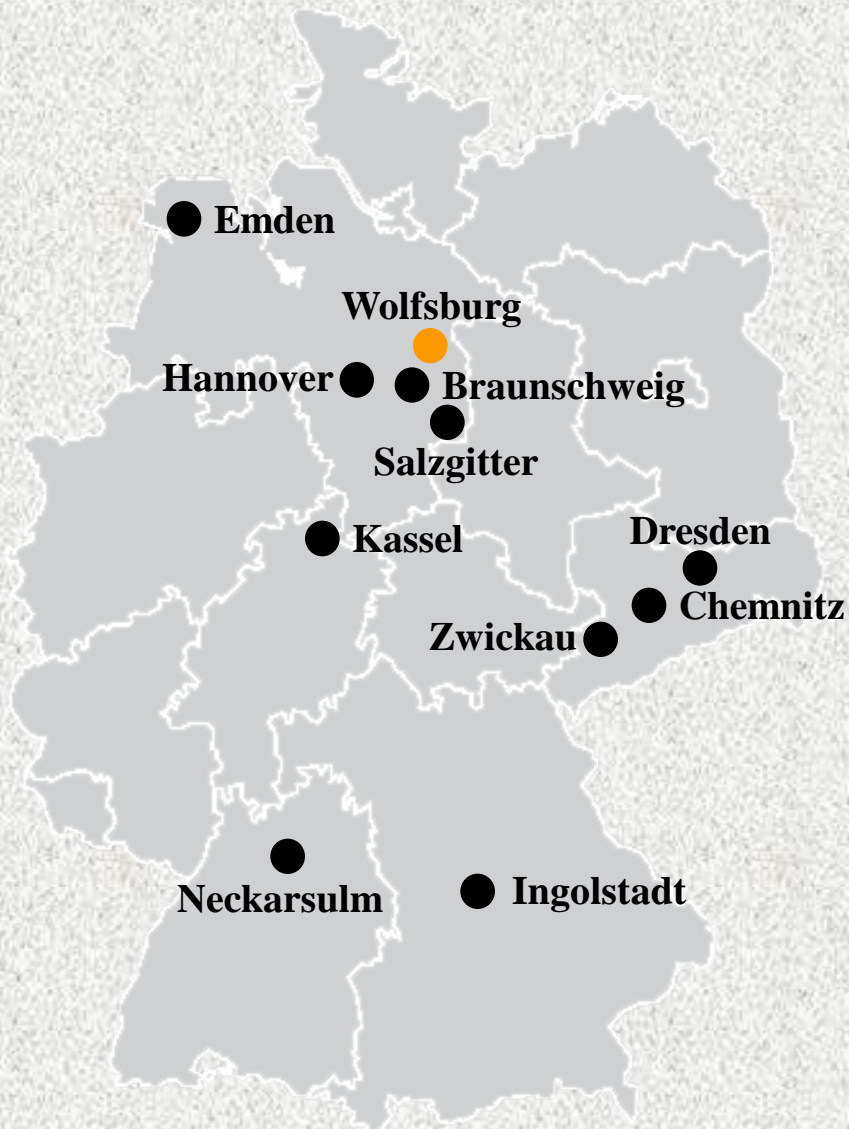 Emden
Wolfsburg
Hannover
Braunschweig
Salzgitter
Dresden
Kassel
Chemnitz
Zwickau
Neckarsulm
Ingolstadt